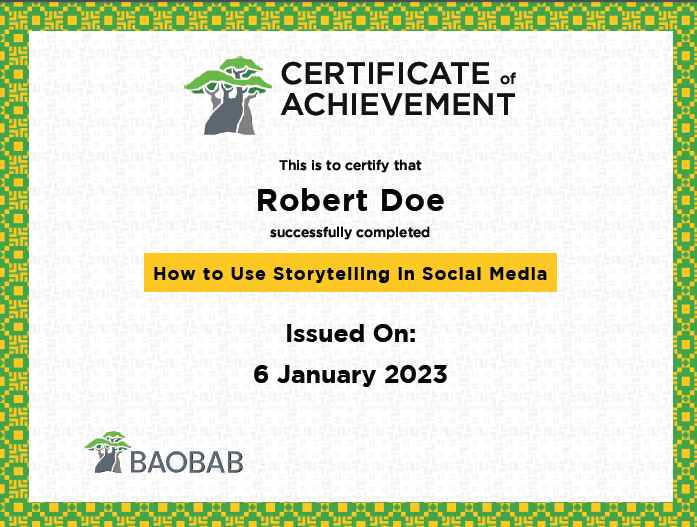 CERTIFICATE of
ACHIEVEMENT
This is to certify that
Robert Doe
successfully completed
How to Use Storytelling in Social Media
Issued On:
6 January 2023
BAOBAB